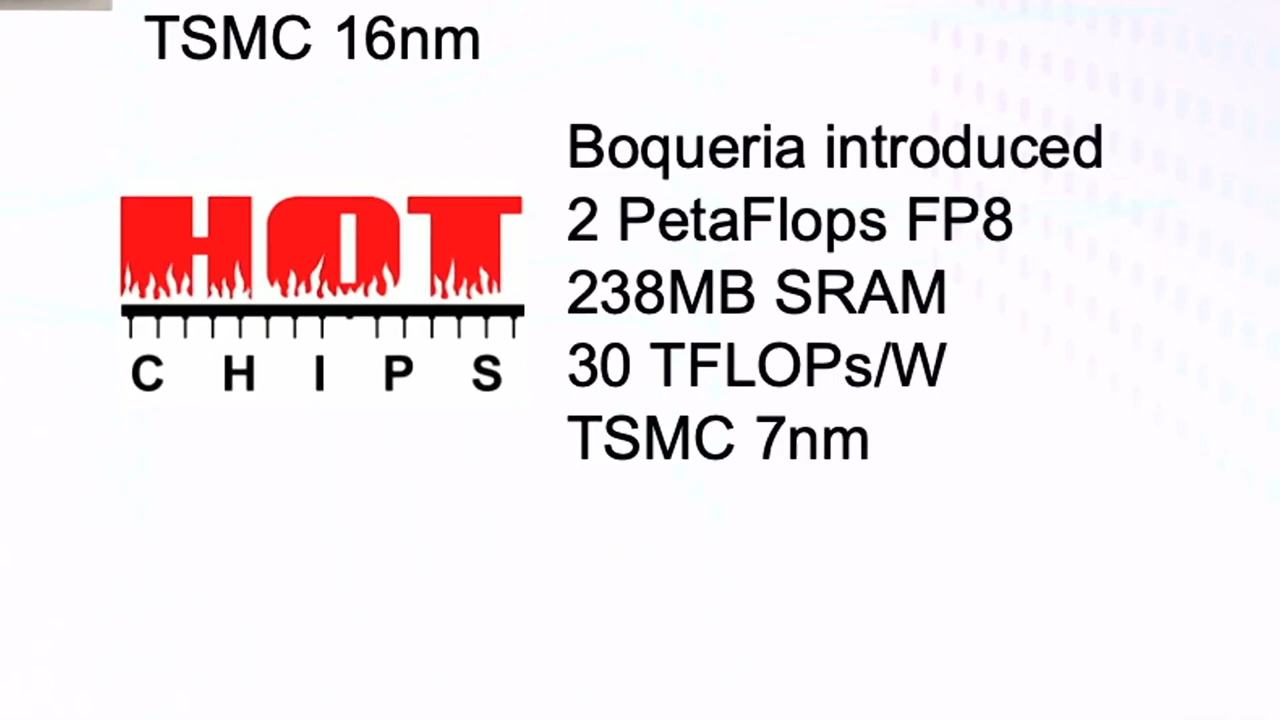 TSMC 16nm
HOT
CHIPS
Boqueria introduced
2 PetaFlops FP8
238MB SRAM
30 TFLOPs/W
TSMC 7nm